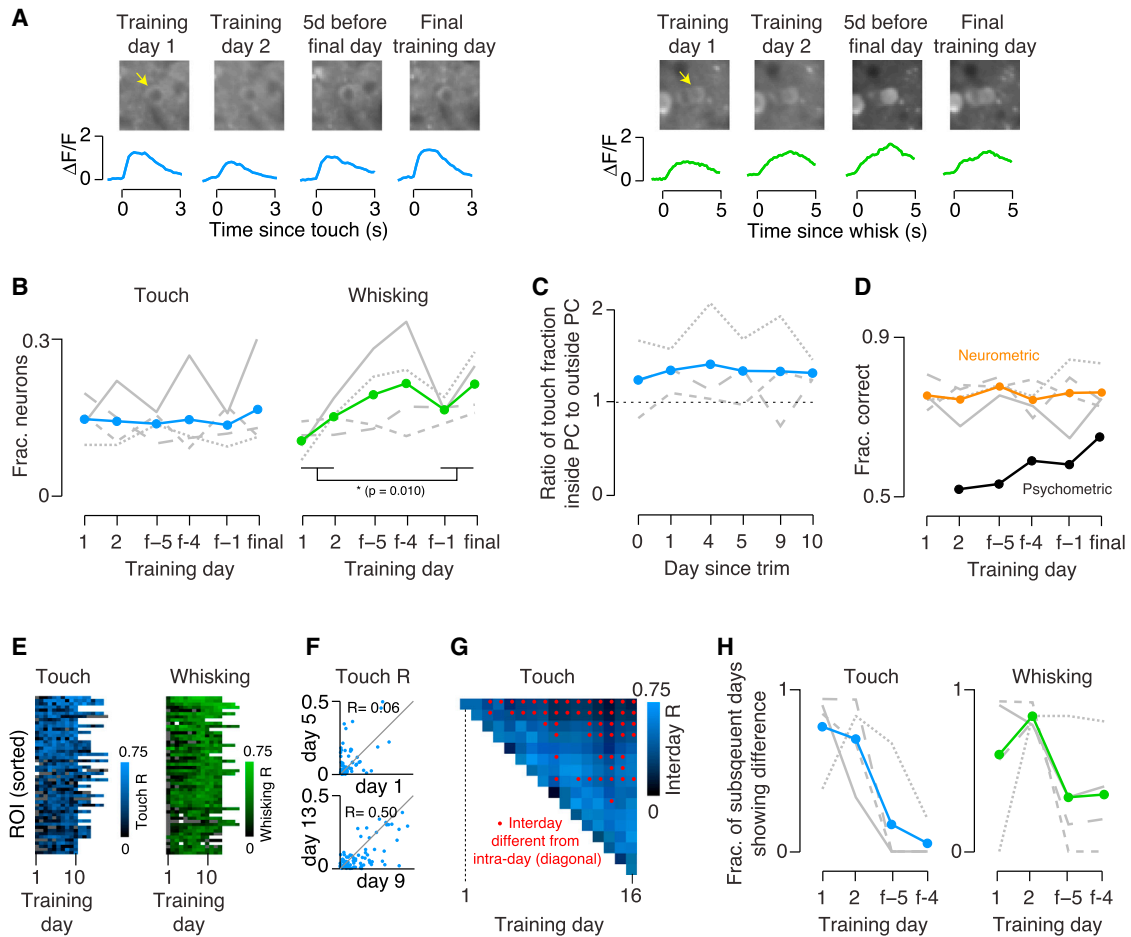 A
Training day 1
Training day 2
5d before final day
Final training day
ΔF/F
2
0
0 3
0 3
0 3
0 3
Time since touch (s)
Training day 1
Training day 2
5d before final day
Final training day
ΔF/F
2
0
0 5
0 5
0 5
0 5
Time since whisk (s)
B
Touch
Whisking
Frac. neurons
0.3
0
* (p = 0.010)
1 2 f–5 f-4 f–1 final
Training day
1 2 f–5 f-4 f–1 final
Training day
C
Ratio of touch fraction
inside PC to outside PC
2
1
0
0 1 4 5 9 10
Day since trim
D
Frac. correct
0.9
0.5
Neurometric
Psychometric
1 2 f–5 f-4 f–1 final
Training day
E
Touch
Whisking
ROI (sorted)
0.75
0
Touch R
0.75
0
Whisking R
1 10
Training
day
1 10
Training
day
F
Touch R
0.5
R= 0.06
day 5
0
day 1
0.5
R= 0.50
day 13
0
day 9
G
Touch
0.75
Interday R
0
• Interday
different from
intra-day (diagonal)
1 16
Training day
H
Touch
Whisking
Frac. of subsqeuent days
showing difference
1
0
1 2 f–5 f-4
Training day
1
0
1 2 f–5 f-4
Training day